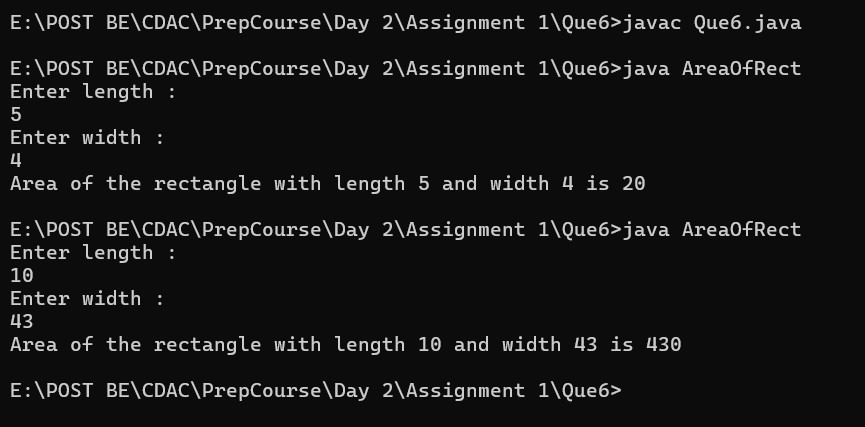 E:\POST BE\CDAC\PrepCourse\Day 2\Assignment 1\Que6>javac Que6.java
E:\POST BE\CDAC\PrepCourse\Day 2\Assignment 1\Que6>java AreaOfRect
Enter length :
5
Enter width :
4
Area of the rectangle with length 5 and width 4 is 20
E:\POST BE\CDAC\PrepCourse\Day 2\Assignment 1\Que6>java AreaOfRect
Enter length :
10
Enter width :
43
Area of the rectangle with length 10 and width 43 is 430
E:\POST BE\CDAC\PrepCourse\Day 2\Assignment 1\Que6>